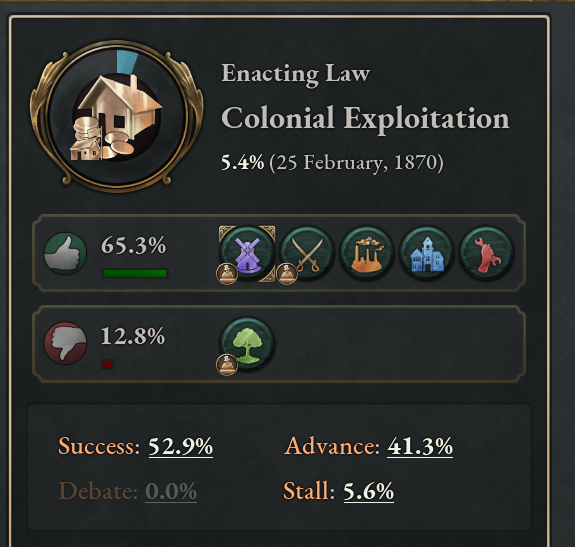 Enacting Law
Colonial Exploitation
5.4% (25 February, 1870)
65.3%
12.8%
Success: 52.9% Advance: 41.3%
Debate: 0.0% Stall: 5.6%